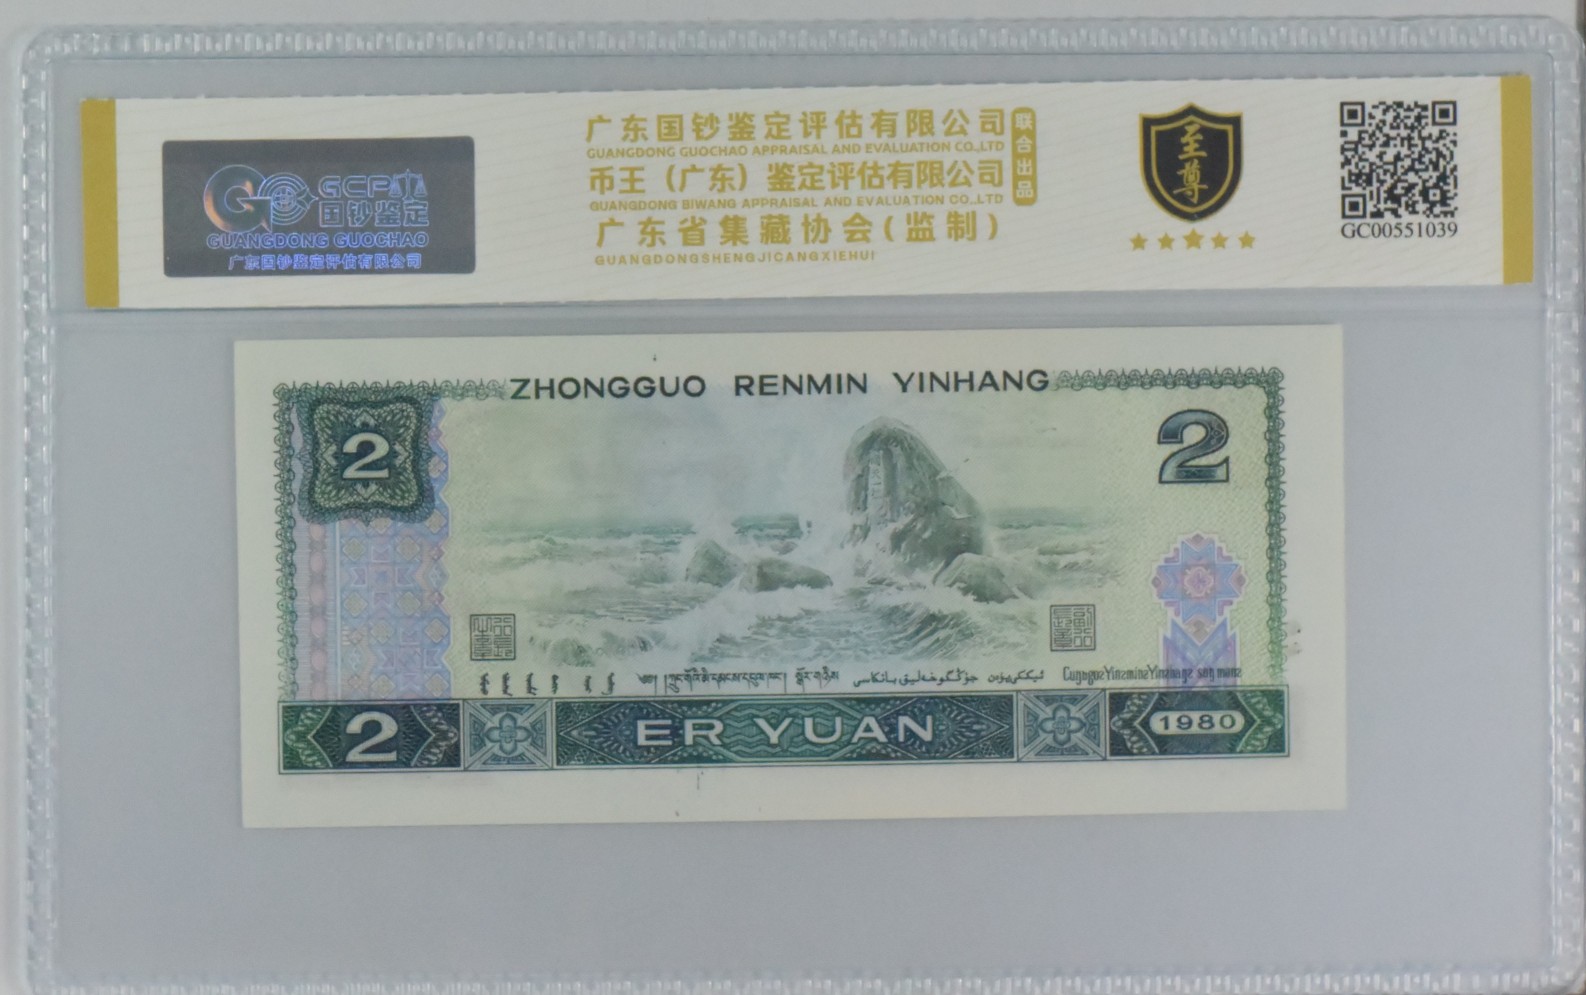 广东国钞鉴定评估有限公司
GUANGDONG GUOCHAO APPRAISAL AND EVALUATION CO.,LTD
币王（广东）鉴定评估有限公司
GUANGDONG BIWANG APPRAISAL AND EVALUATION CO.,LTD
广东省集藏协会(监制)
GUANGDONGSHENGJICANGXIEHUI
联合出品
GCP
国钞鉴定
GUANGDONG GUOCHAO
广东国钞鉴定评估有限公司
至尊
GC00551039
ZHONGGUO RENMIN YINHANG
2
2
2
ER YUAN
1980